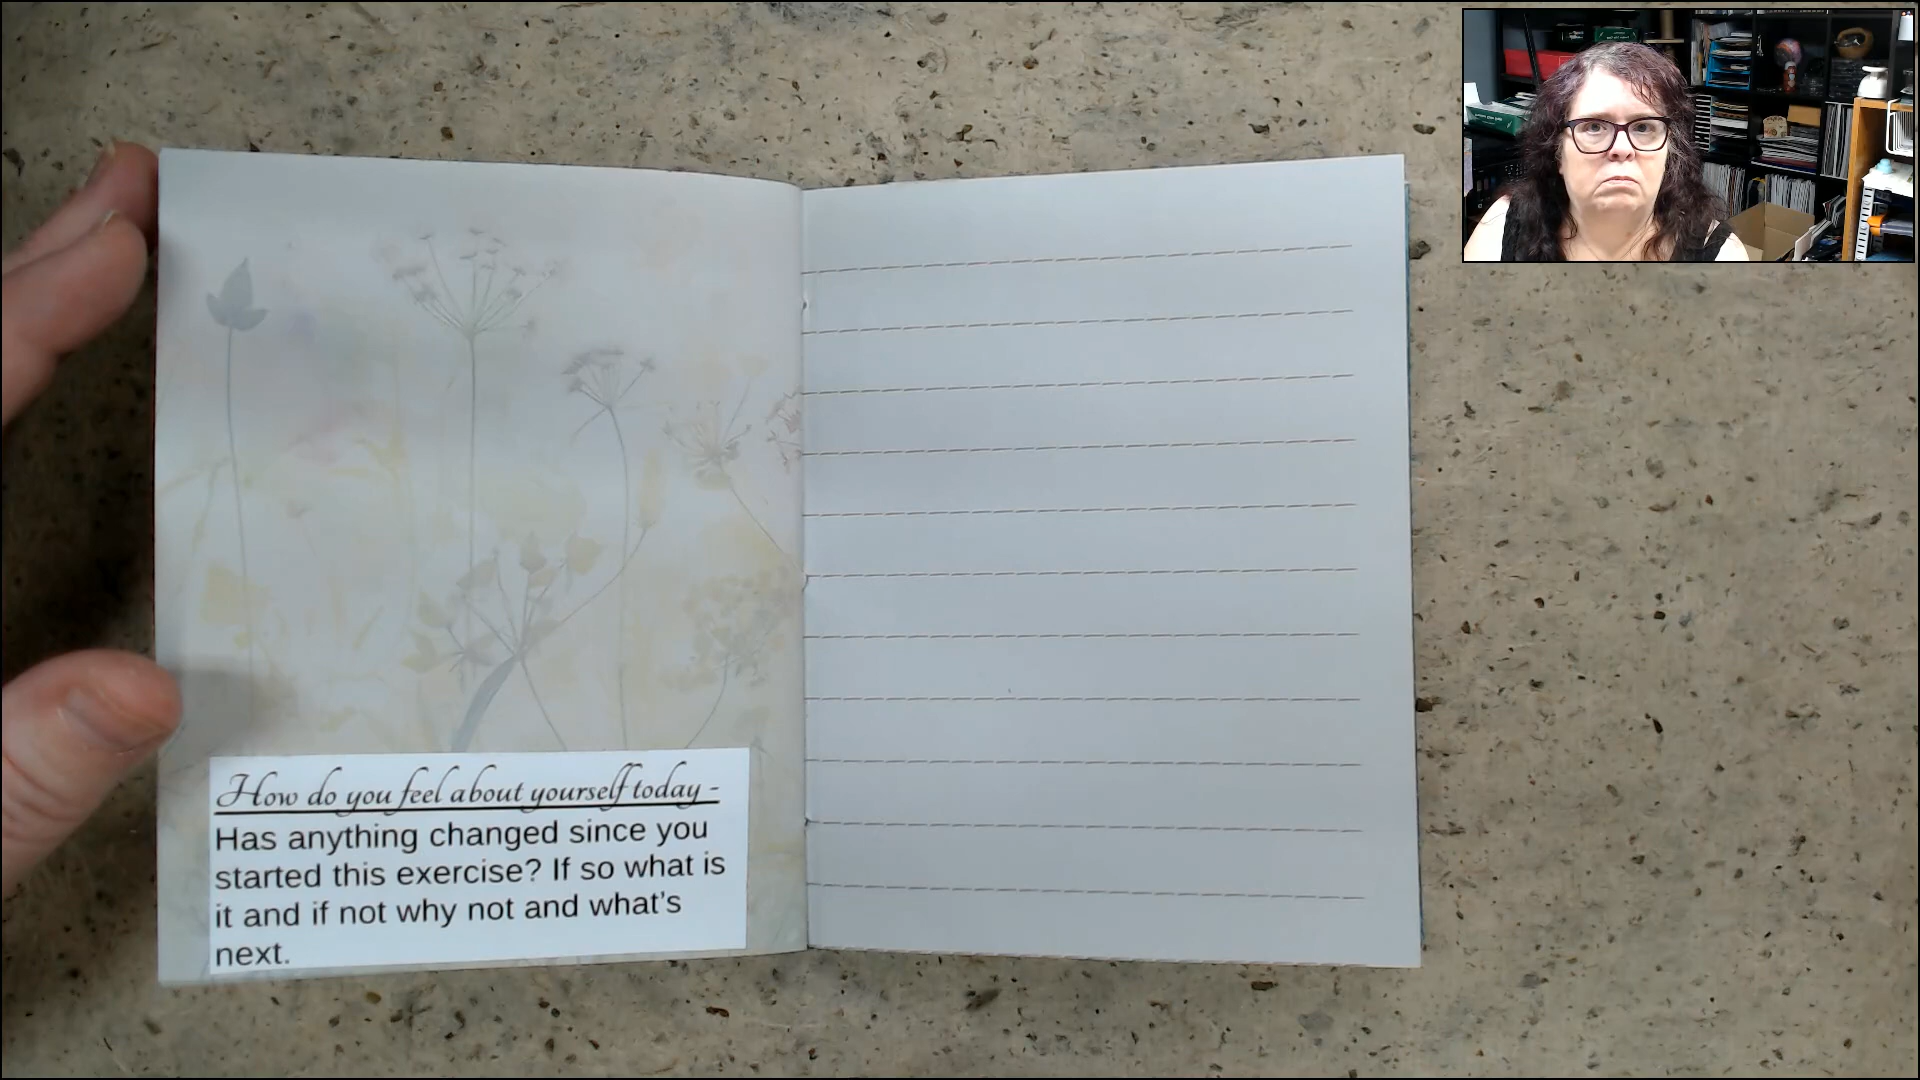 How do you feel about yourself today -
Has anything changed since you
started this exercise? If so what is
it and if not why not and what's
next.